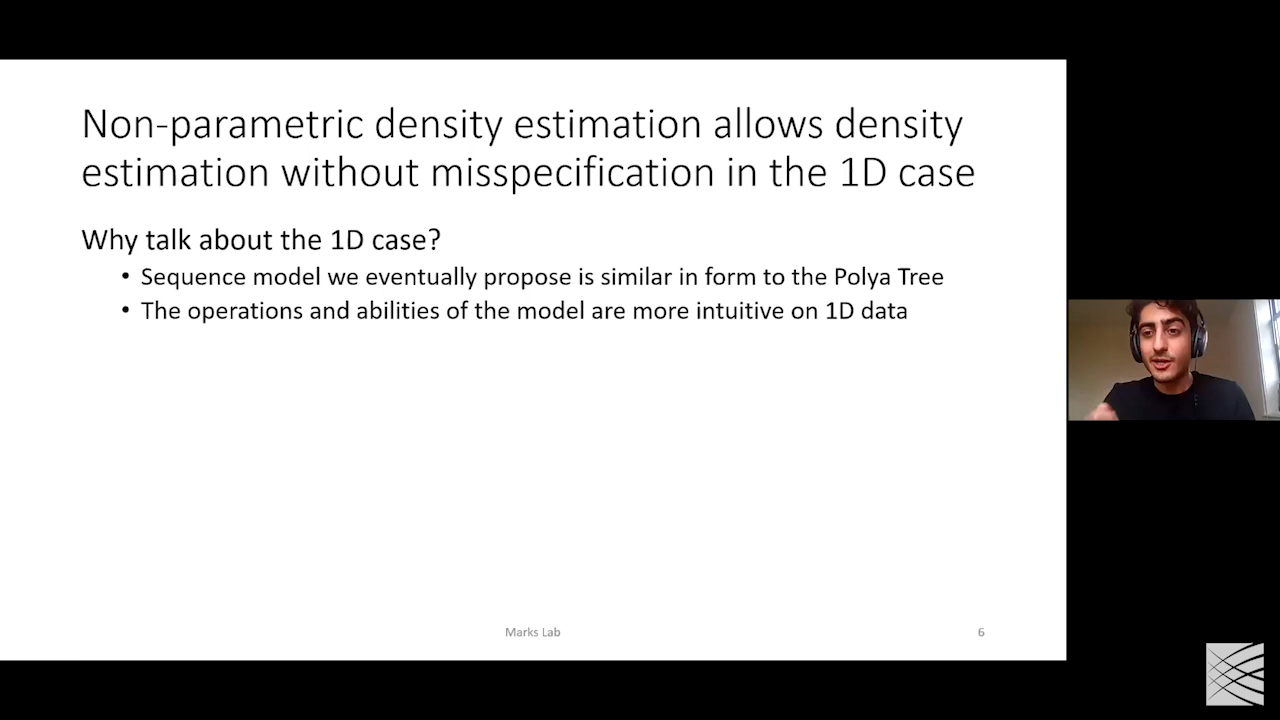 Non-parametric density estimation allows density
estimation without misspecification in the 1D case
Why talk about the 1D case?
• Sequence model we eventually propose is similar in form to the Polya Tree
• The operations and abilities of the model are more intuitive on 1D data
Marks Lab
6